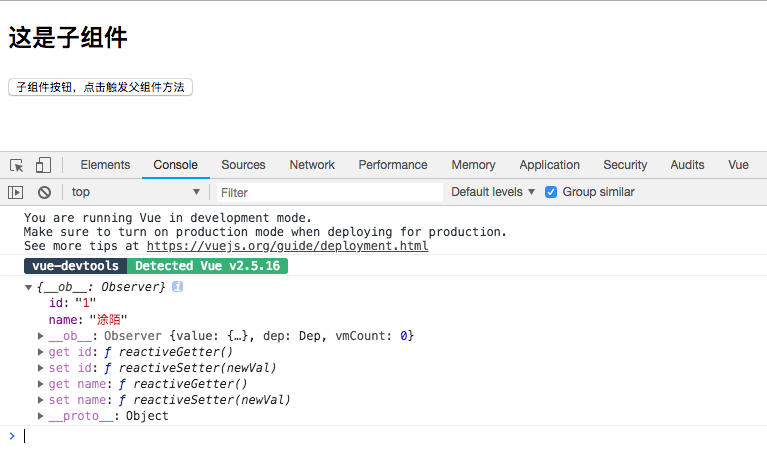 这是子组件
子组件按钮，点击触发父组件方法
Elements Console Sources Network Performance Memory Application Security Audits Vue
top ▼ Filter Default levels ▼ Group similar
You are running Vue in development mode.
Make sure to turn on production mode when deploying for production.
See more tips at https://vuejs.org/guide/deployment.html
vue-devtools Detected Vue v2.5.16
▼ {__ob__: Observer} i
id: "1"
name: "涂陌"
▶ __ob__: Observer {value: {…}, dep: Dep, vmCount: 0}
▶ get id: ƒ reactiveGetter()
▶ set id: ƒ reactiveSetter(newVal)
▶ get name: ƒ reactiveGetter()
▶ set name: ƒ reactiveSetter(newVal)
▶ __proto__: Object
>